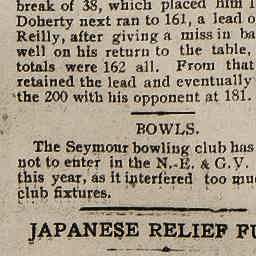 break of 38, which placed him
Doherty next ran to 161, a lead o
Reilly, after giving a miss in ba
well on his return to the table,
totals were 162 all. From that
retained the lead and eventually
the 200 with his opponent at 181.
BOWLS.
The Seymour bowling club has
not to enter in the N.-E. & G.V.
this year, as it interfered too mu
club fixtures.
JAPANESE RELIEF FU